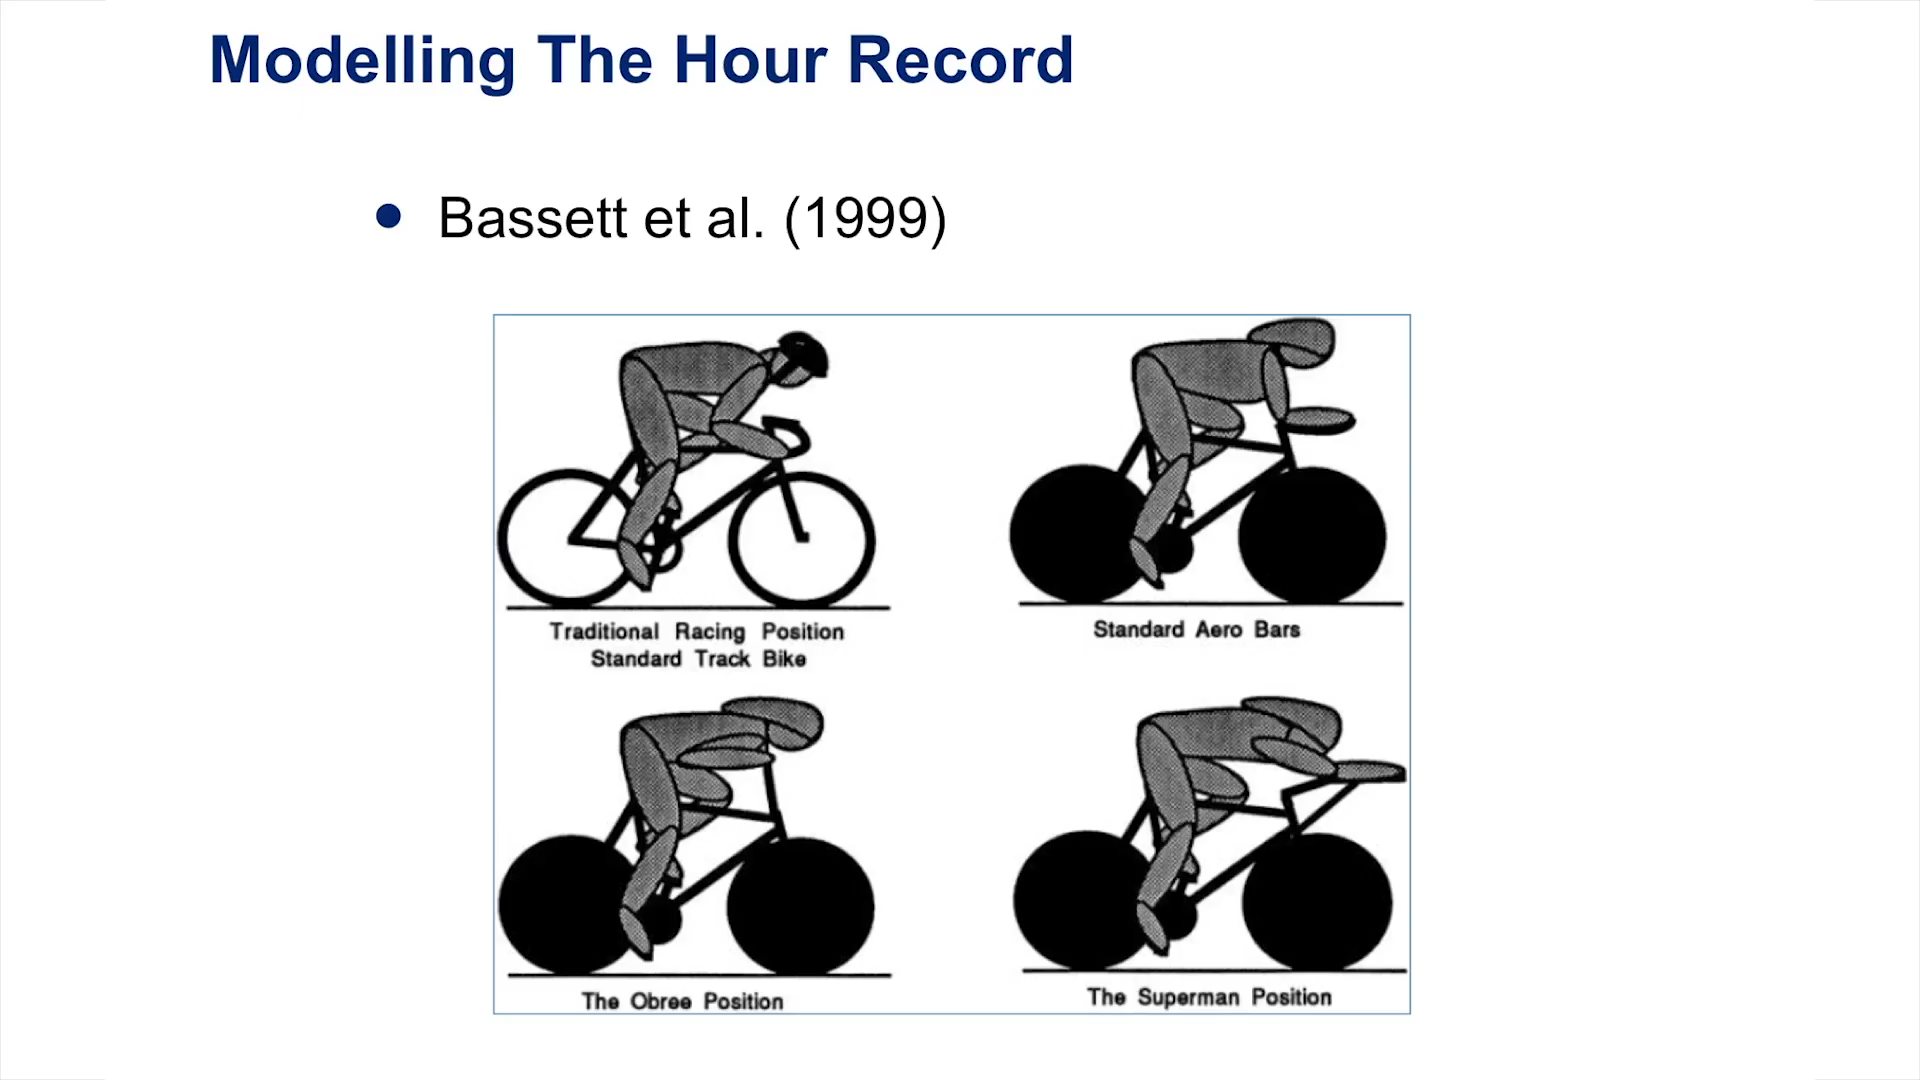 Modelling The Hour Record
• Bassett et al. (1999)
Traditional Racing Position
Standard Track Bike
Standard Aero Bars
The Obree Position
The Superman Position